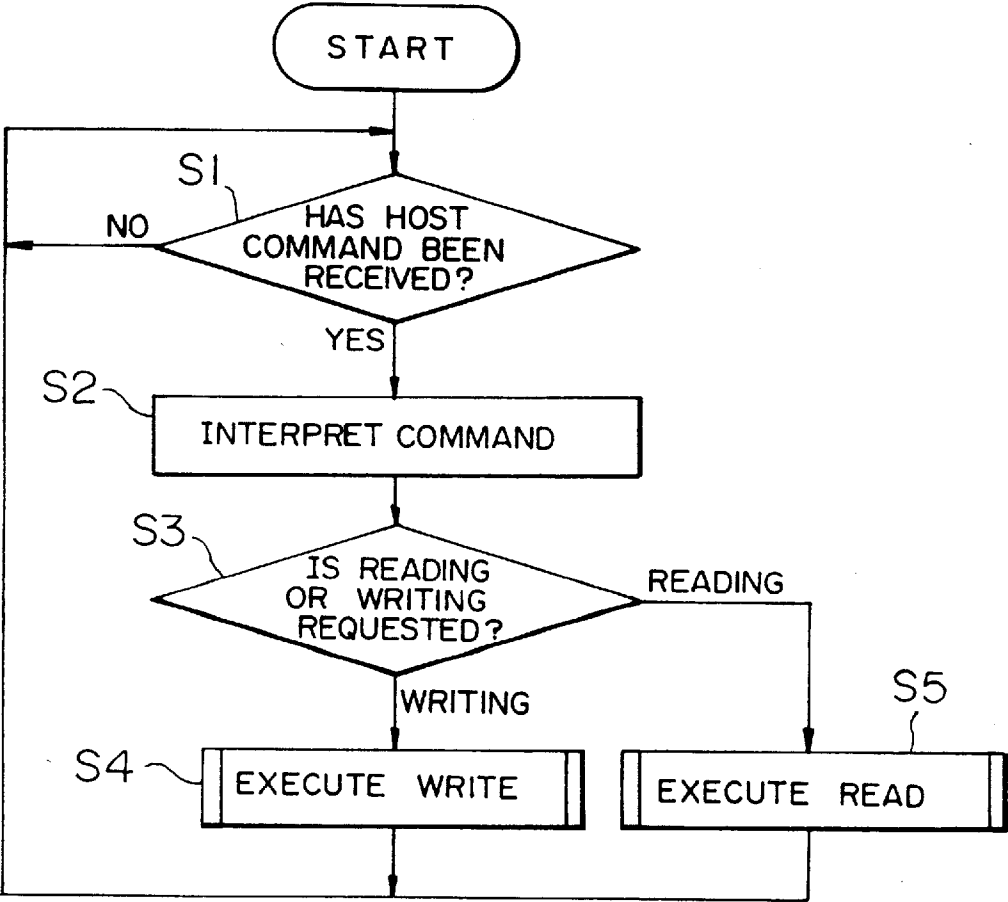 START
S1
HAS HOST
COMMAND BEEN
RECEIVED?
NO
YES
S2
INTERPRET COMMAND
S3
IS READING
OR WRITING
REQUESTED?
READING
WRITING
S4
EXECUTE WRITE
S5
EXECUTE READ